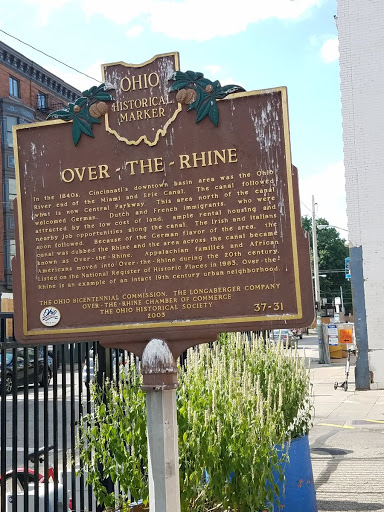 OHIO
HISTORICAL
MARKER
OVER-THE-RHINE
In the 1840s, Cincinnati's downtown basin area was the Ohio
River end of the Miami and Erie Canal. The canal followed
what is now Central Parkway. This area north of the canal
welcomed German, Dutch and French immigrants, who were
attracted by the low cost of land, ample rental housing and
nearby job opportunities along the canal. The Irish and Italians
soon followed. Because of the German flavor of the area, the
canal was dubbed the Rhine and the area across the canal became
known as Over-the-Rhine. Appalachian families and African
Americans moved into Over-the-Rhine during the 20th century.
Listed on the National Register of Historic Places in 1983, Over-the-
Rhine is an example of an intact 19th century urban neighborhood.
THE OHIO BICENTENNIAL COMMISSION, THE LONGABERGER COMPANY
OVER-THE-RHINE CHAMBER OF COMMERCE
THE OHIO HISTORICAL SOCIETY
2003
37-31